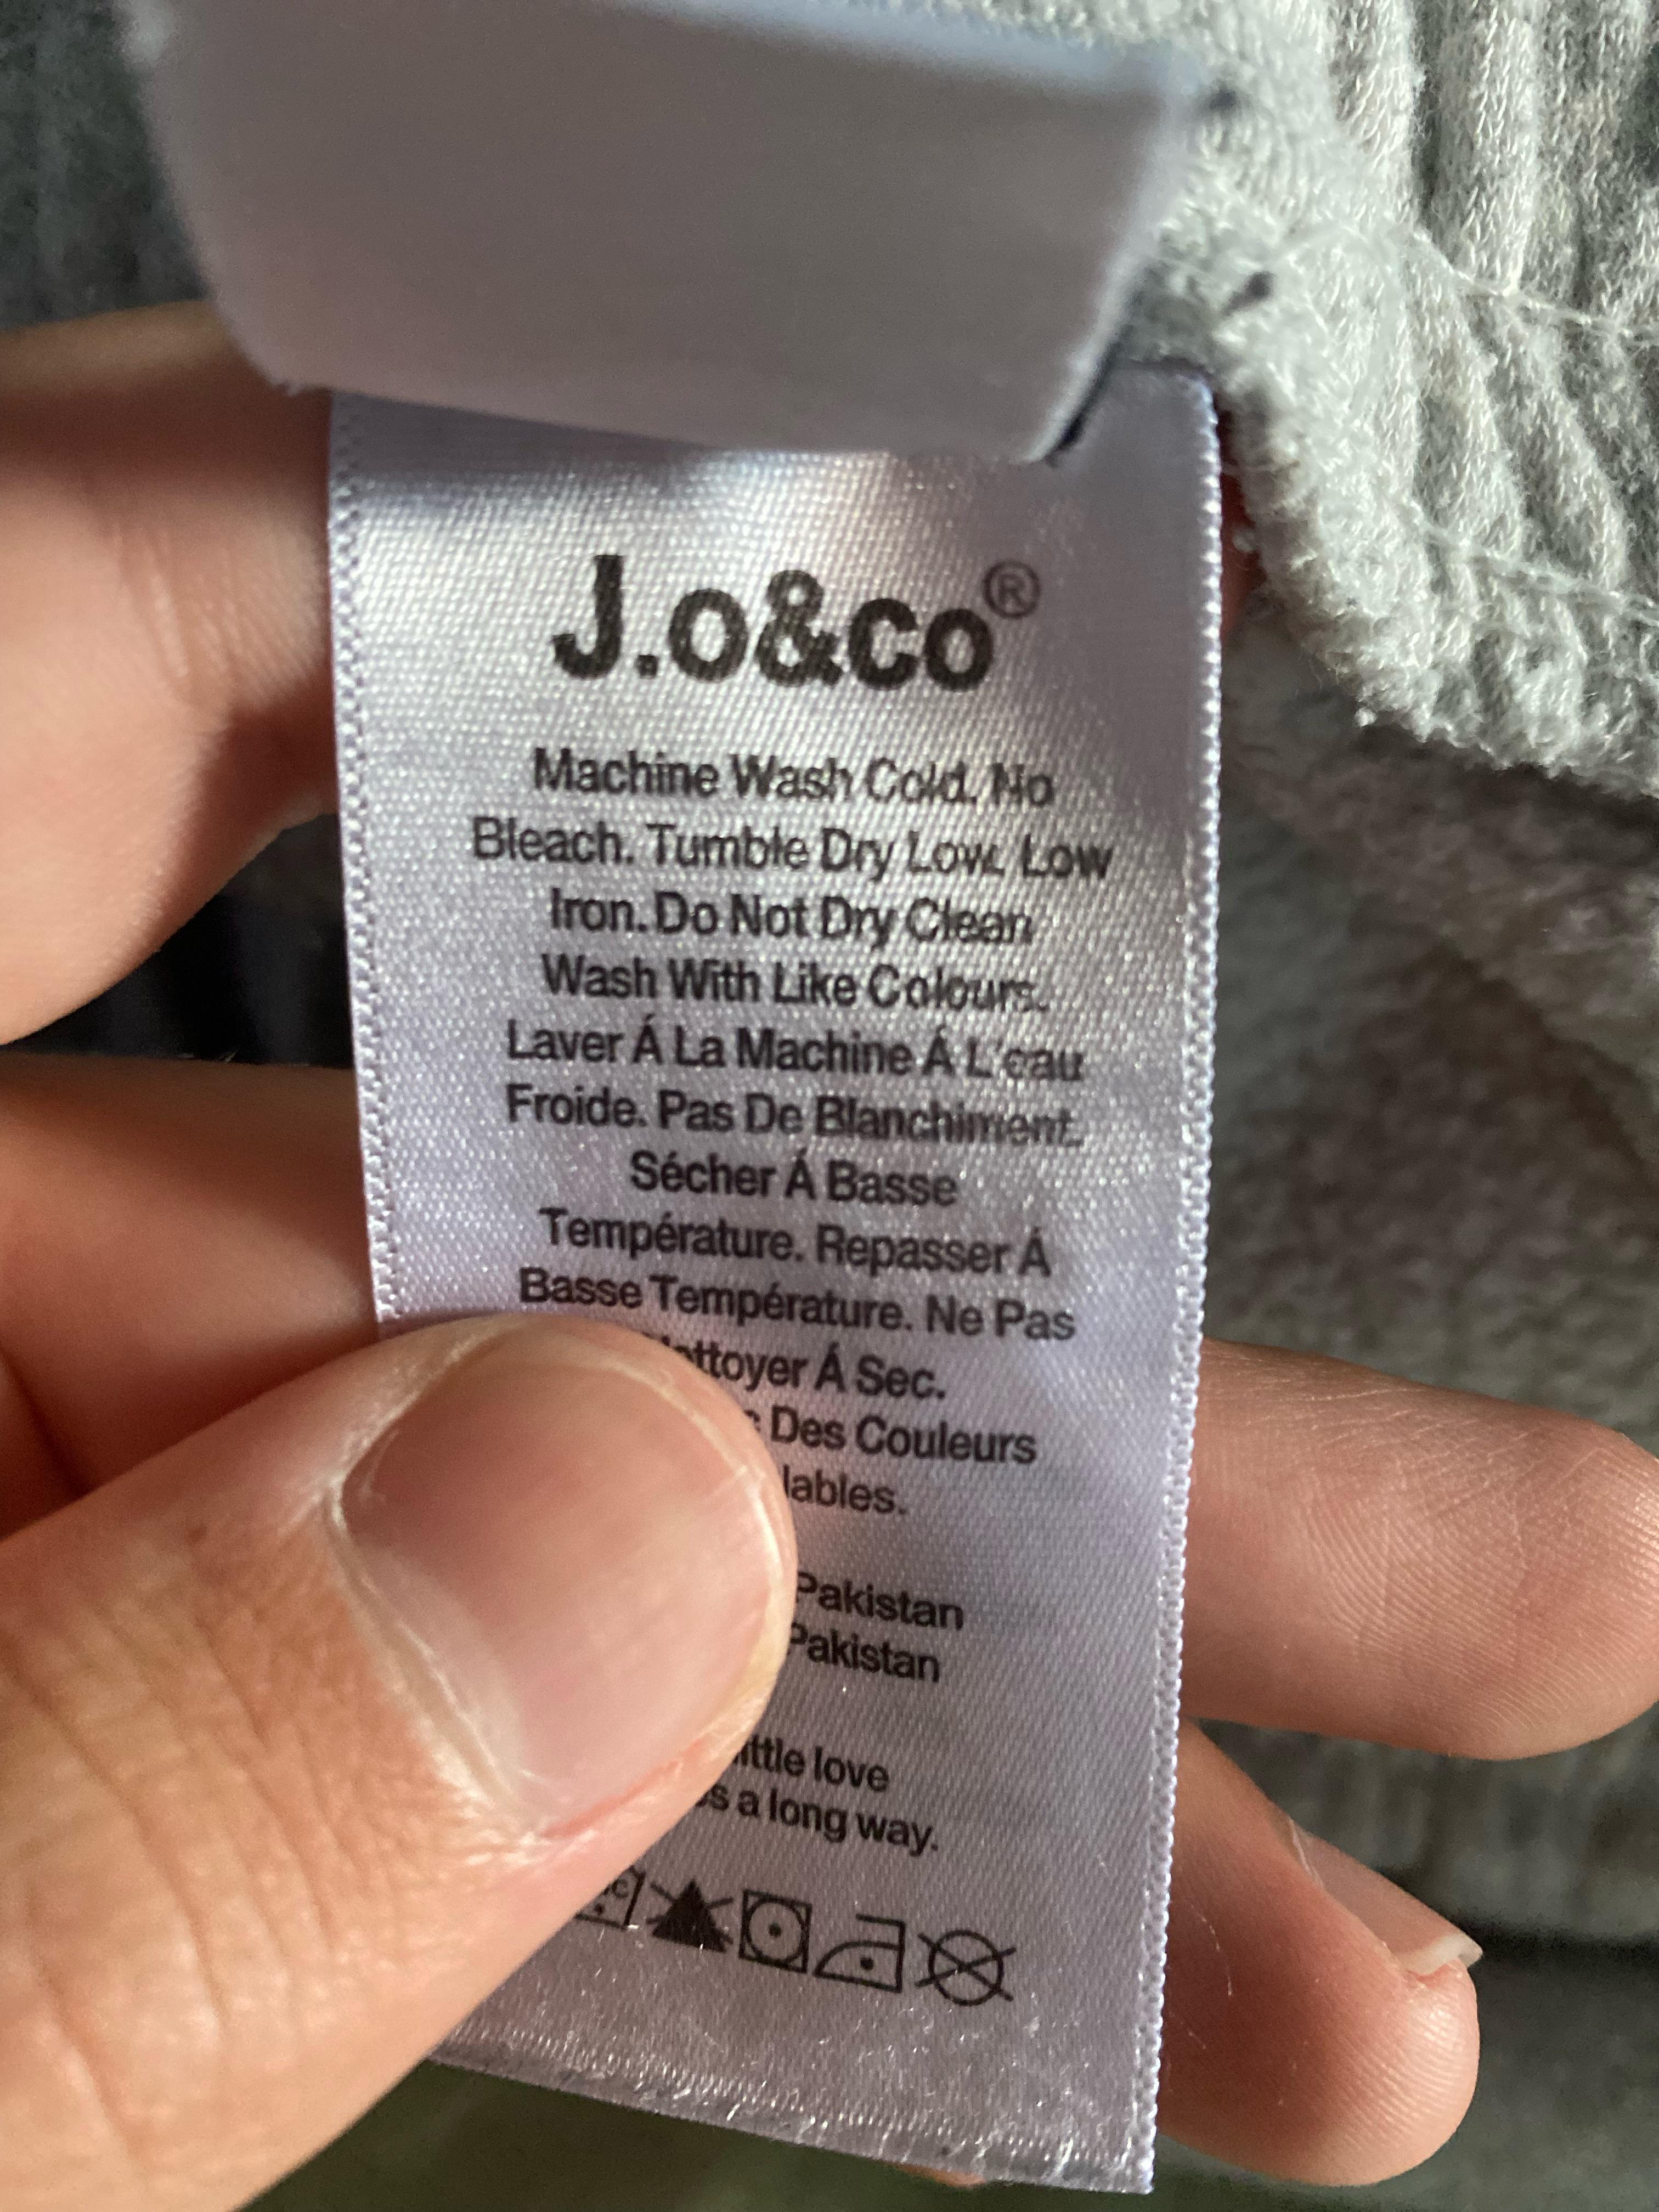 J.o&co®
Machine Wash Cold. No
Bleach. Tumble Dry Low. Low
Iron. Do Not Dry Clean
Wash With Like Colours.
Laver Á La Machine Á L'eau
Froide. Pas De Blanchiment.
Sécher Á Basse
Température. Repasser Á
Basse Température. Ne Pas
ttoyer Á Sec.
Des Couleurs
lables.
Pakistan
Pakistan
ittle love
s a long way.